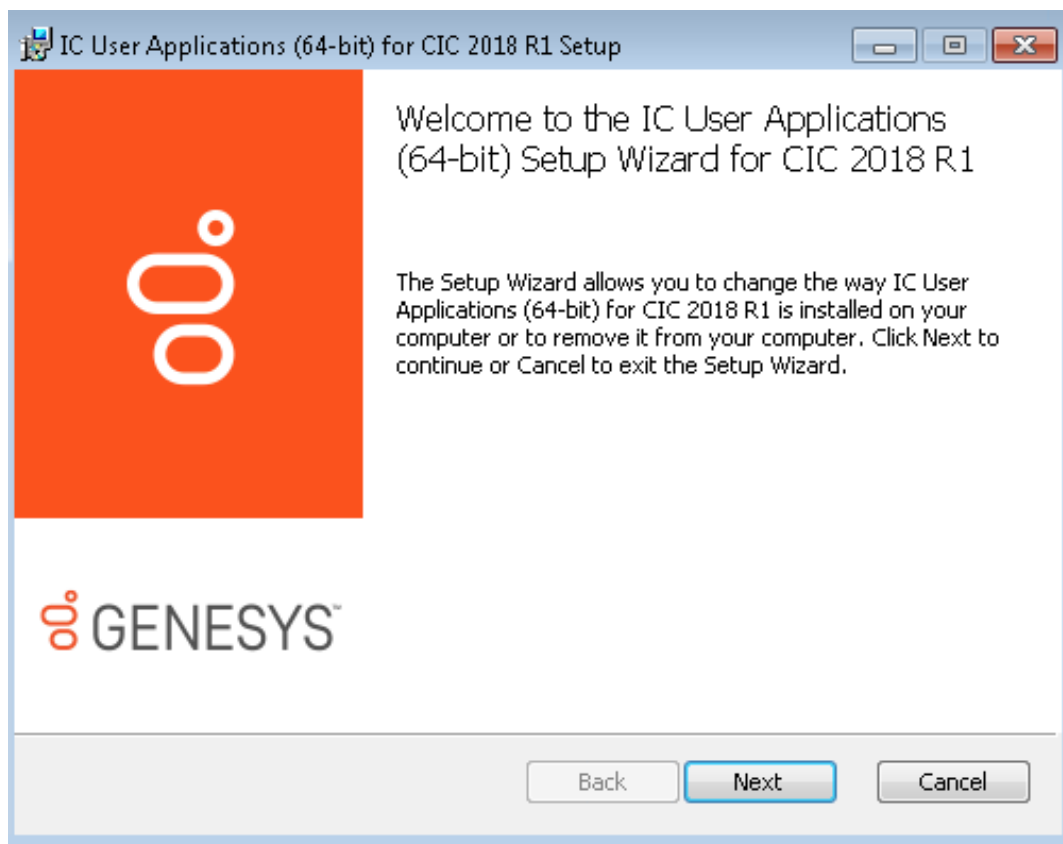 IC User Applications (64-bit) for CIC 2018 R1 Setup
Welcome to the IC User Applications
(64-bit) Setup Wizard for CIC 2018 R1
The Setup Wizard allows you to change the way IC User
Applications (64-bit) for CIC 2018 R1 is installed on your
computer or to remove it from your computer. Click Next to
continue or Cancel to exit the Setup Wizard.
GENESYS™
Back Next Cancel